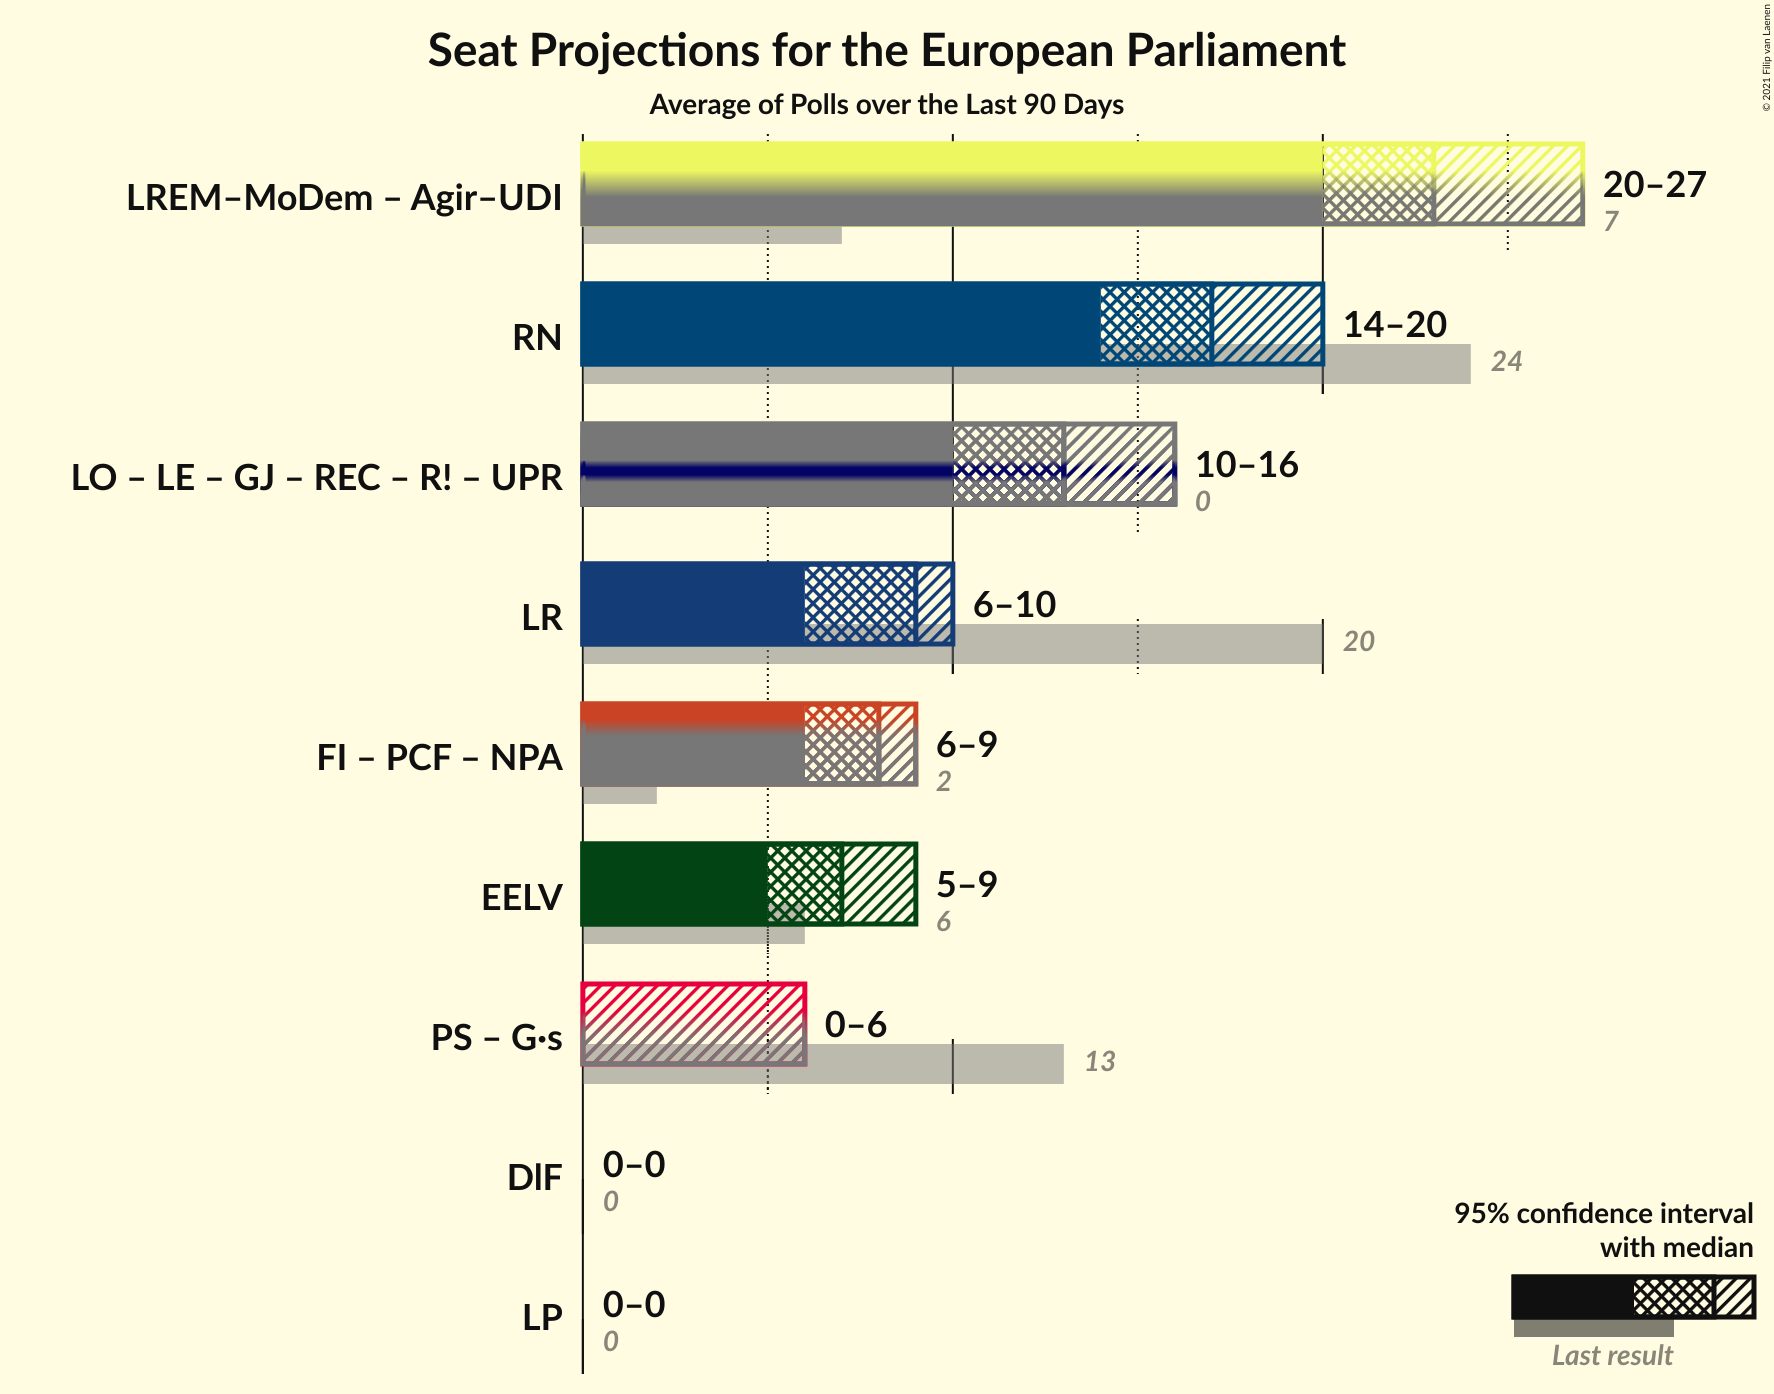 Seat Projections for the European Parliament
Average of Polls over the Last 90 Days
© 2021 Filip van Laenen
LREM–MoDem – Agir–UDI
20–27
7
RN
14–20
24
LO – LE – GJ – REC – R! – UPR
10–16
0
LR
6–10
20
FI – PCF – NPA
6–9
2
EELV
5–9
6
PS – G·s
0–6
13
DIF
0–0
0
LP
0–0
0
95% confidence interval
with median
Last result